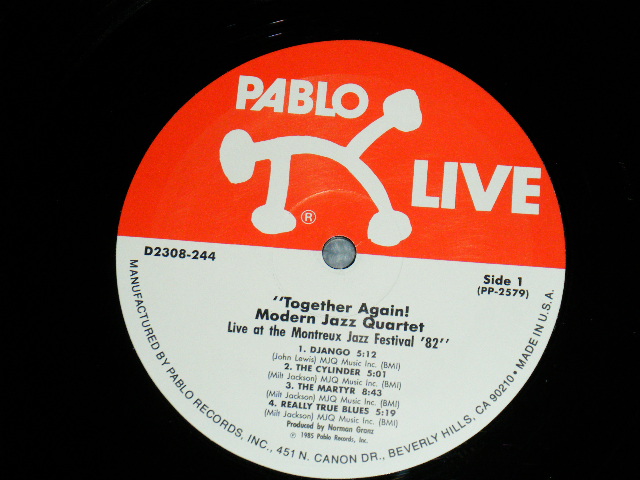 PABLO
LIVE
®
D2308-244
Side 1
(PP-2579)
"Together Again!
Modern Jazz Quartet
Live at the Montreux Jazz Festival '82"
1. DJANGO 5:12
(John Lewis) MJQ Music Inc. (BMI)
2. THE CYLINDER 5:01
(Milt Jackson) MJQ Music Inc. (BMI)
3. THE MARTYR 8:43
(Milt Jackson) MJQ Music Inc. (BMI)
4. REALLY TRUE BLUES 5:19
(Milt Jackson) MJQ Music Inc. (BMI)
Produced by Norman Granz
℗ 1985 Pablo Records, Inc.
MANUFACTURED BY PABLO RECORDS, INC., 451 N. CANON DR., BEVERLY HILLS, CA 90210 • MADE IN U.S.A.